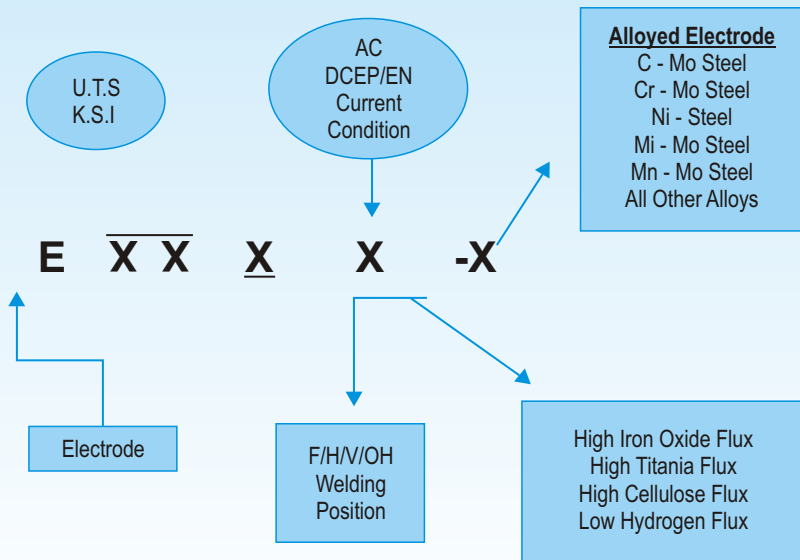 U.T.S
K.S.I
AC
DCEP/EN
Current
Condition
Alloyed Electrode
C - Mo Steel
Cr - Mo Steel
Ni - Steel
Mi - Mo Steel
Mn - Mo Steel
All Other Alloys
E X X X X -X
Electrode
F/H/V/OH
Welding
Position
High Iron Oxide Flux
High Titania Flux
High Cellulose Flux
Low Hydrogen Flux